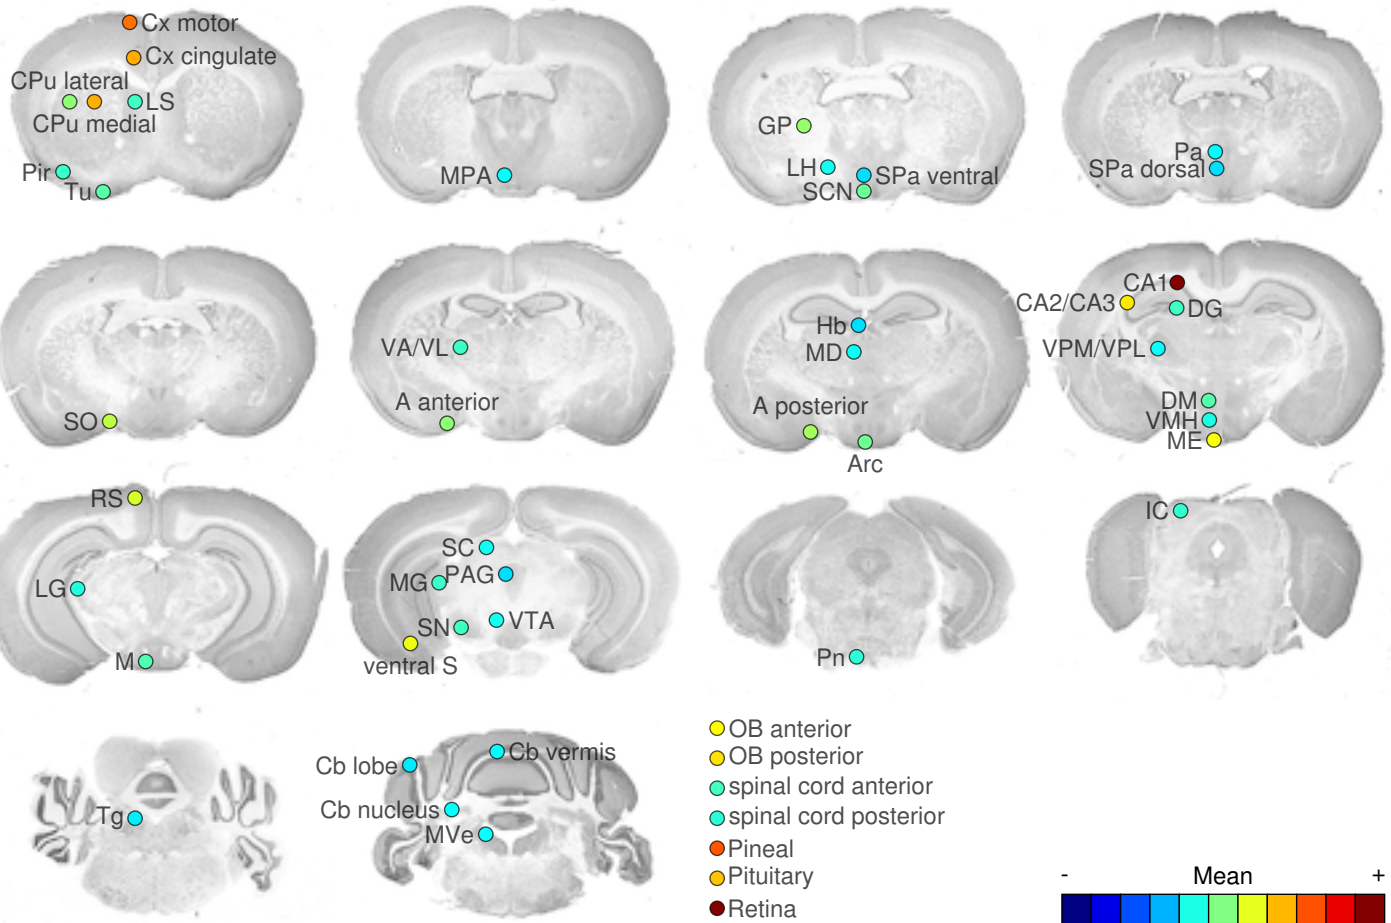 Cx motor
Cx cingulate
CPu lateral
LS
CPu medial
Pir
Tu
MPA
GP
LH
SPa ventral
SCN
Pa
SPa dorsal
SO
VA/VL
A anterior
Hb
MD
A posterior
Arc
CA1
CA2/CA3
DG
VPM/VPL
DM
VMH
ME
RS
LG
M
SC
MG
PAG
SN
VTA
ventral S
Pn
IC
Tg
Cb lobe
Cb vermis
Cb nucleus
MVe
OB anterior
OB posterior
spinal cord anterior
spinal cord posterior
Pineal
Pituitary
Retina
- Mean +